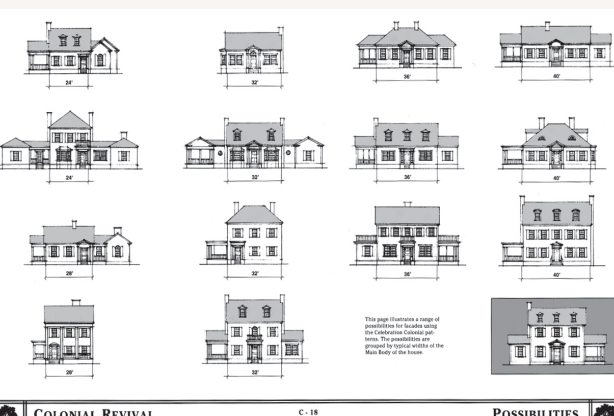 24'
32'
36'
40'
24'
32'
36'
40'
28'
32'
36'
40'
28'
32'
This page illustrates a range of
possibilities for facades using
the Celebration Colonial pat-
terns. The possibilities are
grouped by typical widths of the
Main Body of the house.
COLONIAL REVIVAL
C - 18
POSSIBILITIES